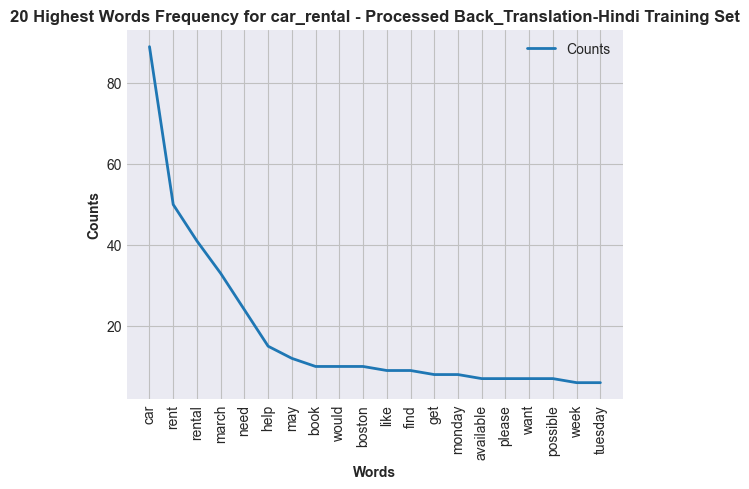 20 Highest Words Frequency for car_rental - Processed Back_Translation-Hindi Training Set
Counts
80
60
40
20
Counts
car
rent
rental
march
need
help
may
book
would
boston
like
find
get
monday
available
please
want
possible
week
tuesday
Words